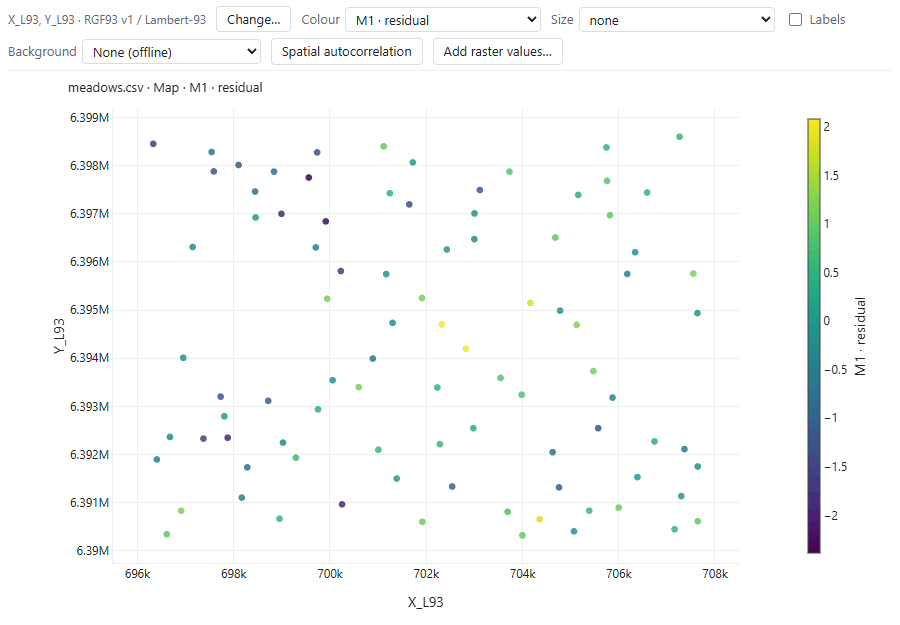 X_L93, Y_L93 · RGF93 v1 / Lambert-93 Change... Colour M1 · residual Size none Labels
Background None (offline) Spatial autocorrelation Add raster values...
meadows.csv · Map · M1 · residual
6.399M
6.398M
6.397M
6.396M
6.395M
6.394M
6.393M
6.392M
6.391M
6.39M
Y_L93
696k 698k 700k 702k 704k 706k 708k
X_L93
2
1.5
1
0.5
0
−0.5
−1
−1.5
−2
M1 · residual